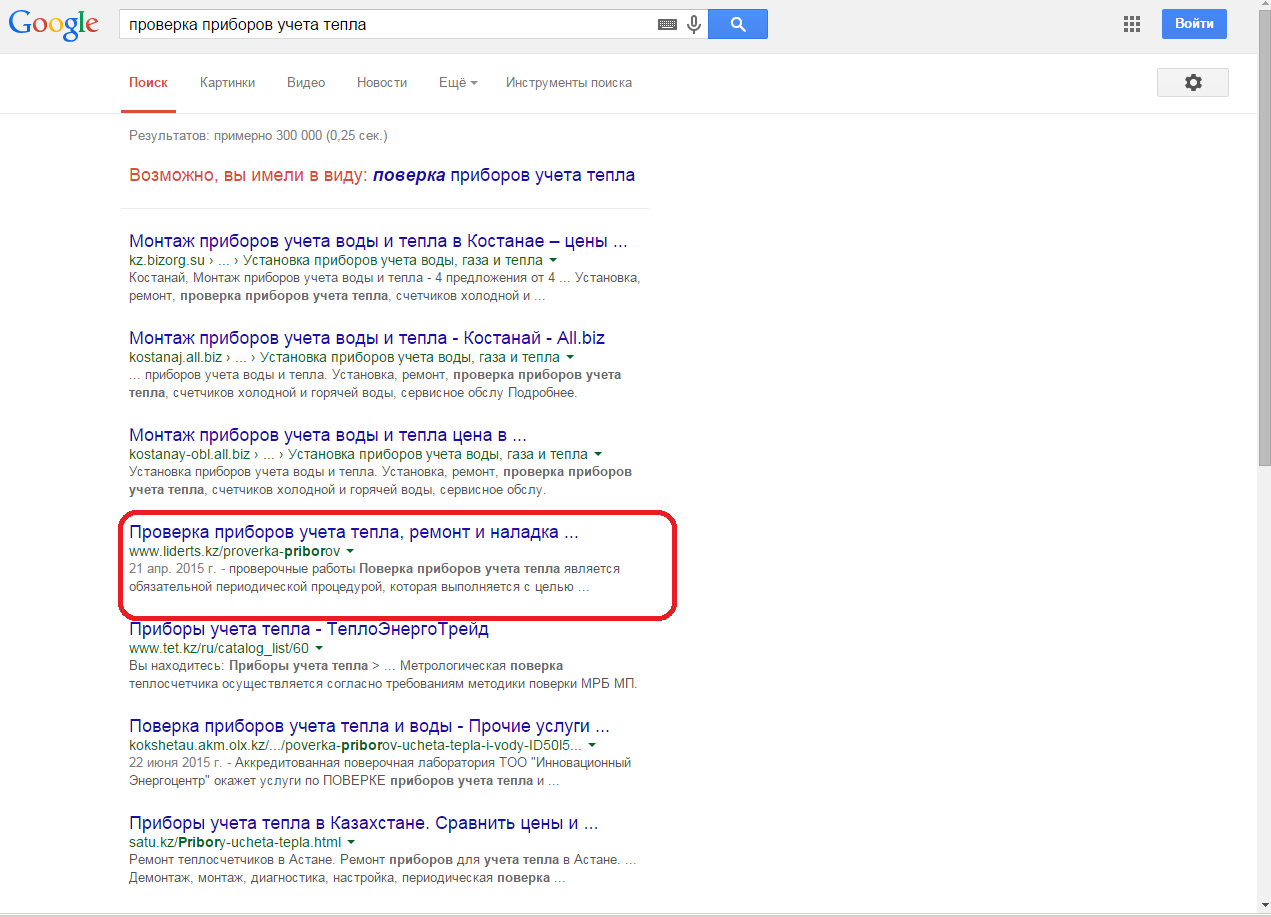 Google
проверка приборов учета тепла
Войти
Поиск Картинки Видео Новости Ещё Инструменты поиска
Результатов: примерно 300 000 (0,25 сек.)
Возможно, вы имели в виду: поверка приборов учета тепла
Монтаж приборов учета воды и тепла в Костанае – цены ...
kz.bizorg.su › ... › Установка приборов учета воды, газа и тепла
Костанай, Монтаж приборов учета воды и тепла - 4 предложения от 4 ... Установка,
ремонт, проверка приборов учета тепла, счетчиков холодной и ...
Монтаж приборов учета воды и тепла - Костанай - All.biz
kostanaj.all.biz › ... › Установка приборов учета воды, газа и тепла
... приборов учета воды и тепла. Установка, ремонт, проверка приборов учета
тепла, счетчиков холодной и горячей воды, сервисное обслу Подробнее.
Монтаж приборов учета воды и тепла цена в ...
kostanay-obl.all.biz › ... › Установка приборов учета воды, газа и тепла
Установка приборов учета воды и тепла. Установка, ремонт, проверка приборов
учета тепла, счетчиков холодной и горячей воды, сервисное обслу.
Проверка приборов учета тепла, ремонт и наладка ...
www.liderts.kz/proverka-priborov
21 апр. 2015 г. - проверочные работы Поверка приборов учета тепла является
обязательной периодической процедурой, которая выполняется с целью ...
Приборы учета тепла - ТеплоЭнергоТрейд
www.tet.kz/ru/catalog_list/60
Вы находитесь: Приборы учета тепла > ... Метрологическая поверка
теплосчетчика осуществляется согласно требованиям методики поверки МРБ МП.
Поверка приборов учета тепла и воды - Прочие услуги ...
kokshetau.akm.olx.kz/.../poverka-priborov-ucheta-tepla-i-vody-ID50I5...
22 июня 2015 г. - Аккредитованная поверочная лаборатория ТОО "Инновационный
Энергоцентр" окажет услуги по ПОВЕРКЕ приборов учета тепла и ...
Приборы учета тепла в Казахстане. Сравнить цены и ...
satu.kz/Pribory-ucheta-tepla.html
Ремонт теплосчетчиков в Астане. Ремонт приборов для учета тепла в Астане. ...
Демонтаж, монтаж, диагностика, настройка, периодическая поверка ...